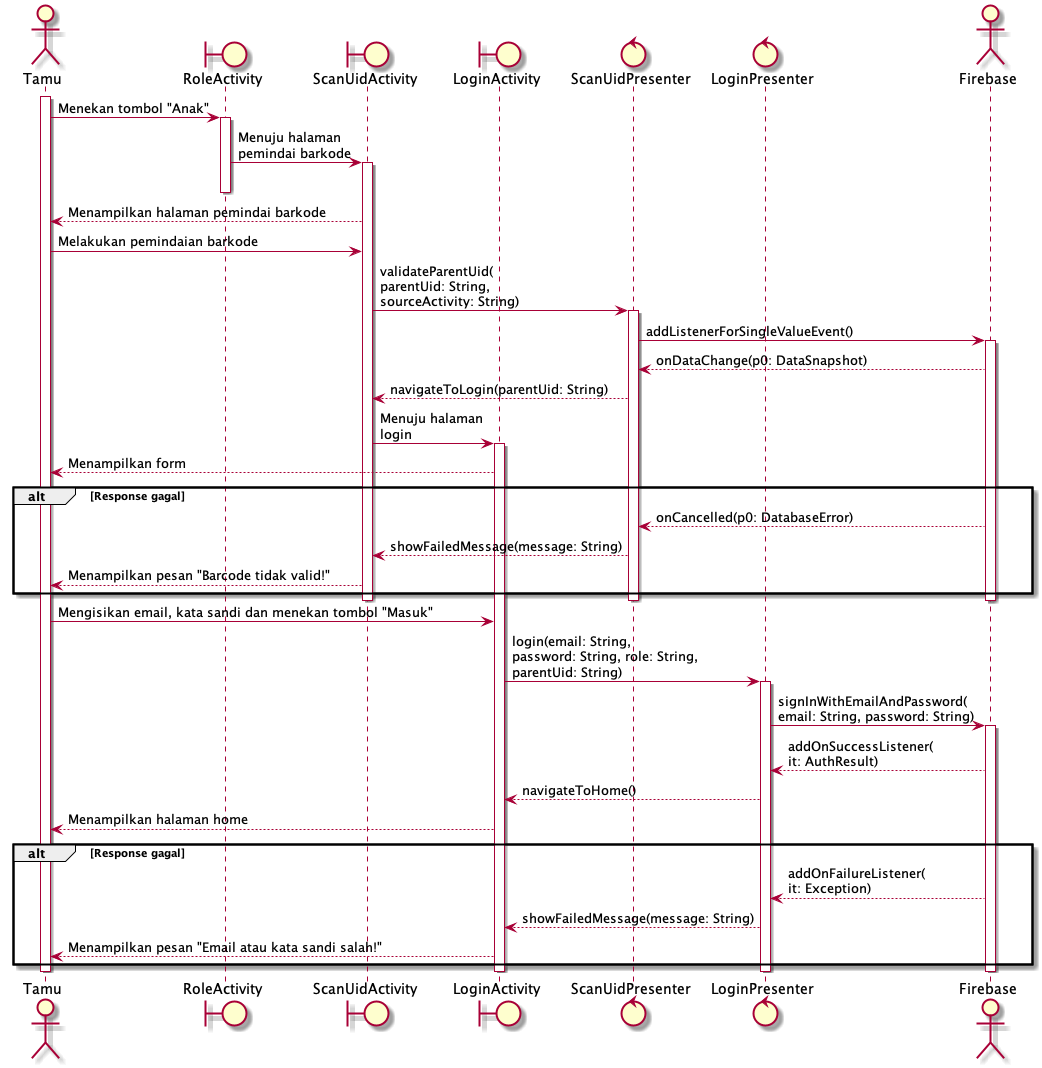 Tamu
RoleActivity
ScanUidActivity
LoginActivity
ScanUidPresenter
LoginPresenter
Firebase
Menekan tombol "Anak"
Menuju halaman
pemindai barkode
Menampilkan halaman pemindai barkode
Melakukan pemindaian barkode
validateParentUid(
parentUid: String,
sourceActivity: String)
addListenerForSingleValueEvent()
onDataChange(p0: DataSnapshot)
navigateToLogin(parentUid: String)
Menuju halaman
login
Menampilkan form
alt
[Response gagal]
onCancelled(p0: DatabaseError)
showFailedMessage(message: String)
Menampilkan pesan "Barcode tidak valid!"
Mengisikan email, kata sandi dan menekan tombol "Masuk"
login(email: String,
password: String, role: String,
parentUid: String)
signInWithEmailAndPassword(
email: String, password: String)
addOnSuccessListener(
it: AuthResult)
navigateToHome()
Menampilkan halaman home
alt
[Response gagal]
addOnFailureListener(
it: Exception)
showFailedMessage(message: String)
Menampilkan pesan "Email atau kata sandi salah!"
Tamu
RoleActivity
ScanUidActivity
LoginActivity
ScanUidPresenter
LoginPresenter
Firebase